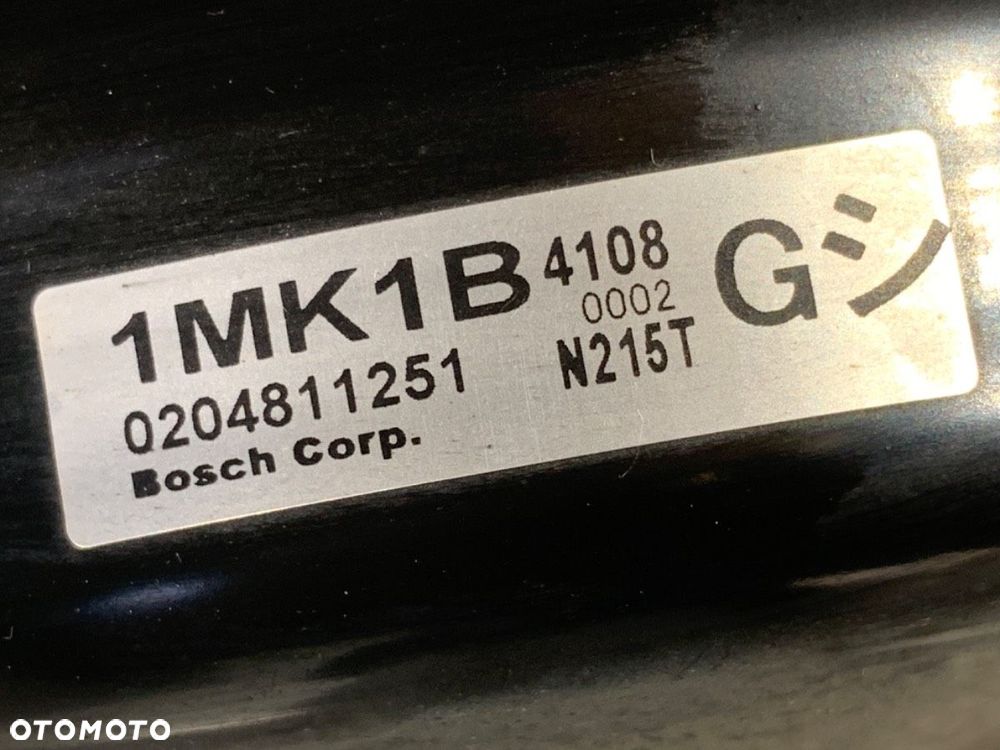 1MK1B 4108 Gシ
0002
0204811251 N215T
Bosch Corp.
OTOMOTO